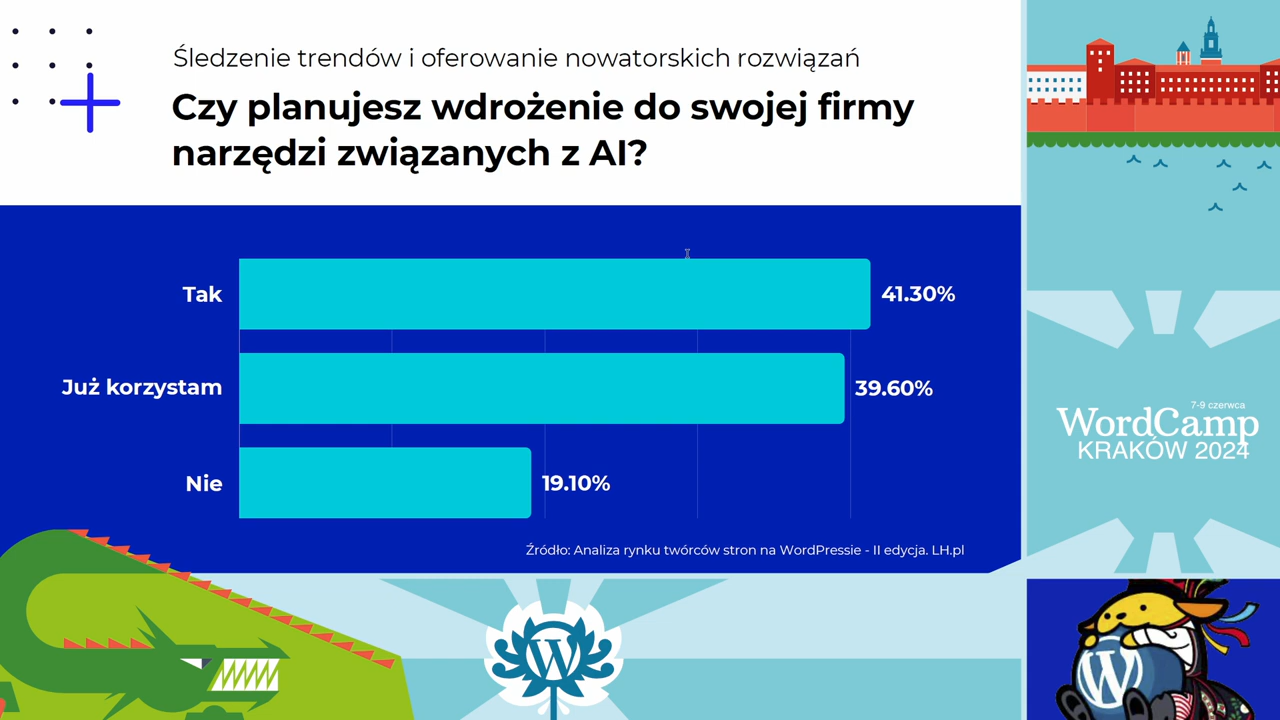 Śledzenie trendów i oferowanie nowatorskich rozwiązań
Czy planujesz wdrożenie do swojej firmy
narzędzi związanych z AI?
Tak
41.30%
Już korzystam
39.60%
Nie
19.10%
Źródło: Analiza rynku twórców stron na WordPressie - II edycja. LH.pl
7-9 czerwca
WordCamp
KRAKÓW 2024
W
W